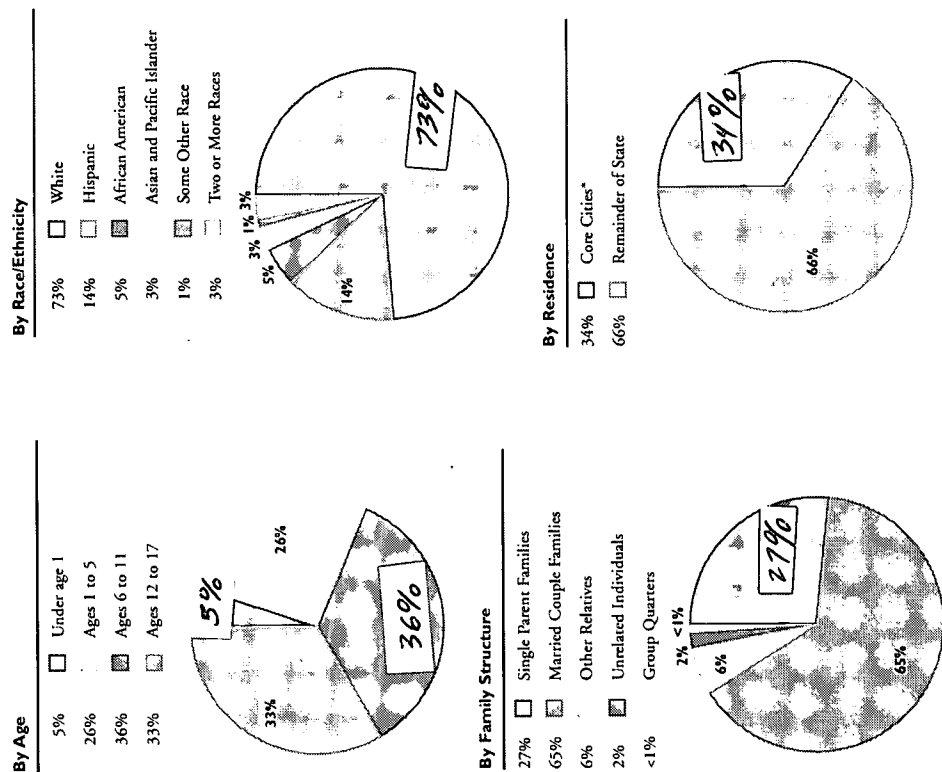 By Age
5% Under age 1
26% Ages 1 to 5
36% Ages 6 to 11
33% Ages 12 to 17
5%
26%
36%
33%
By Race/Ethnicity
73% White
14% Hispanic
5% African American
3% Asian and Pacific Islander
1% Some Other Race
3% Two or More Races
3%
1%
3%
5%
14%
73%
By Family Structure
27% Single Parent Families
65% Married Couple Families
6% Other Relatives
2% Unrelated Individuals
<1% Group Quarters
2% <1%
6%
27%
65%
By Residence
34% Core Cities*
66% Remainder of State
34%
66%